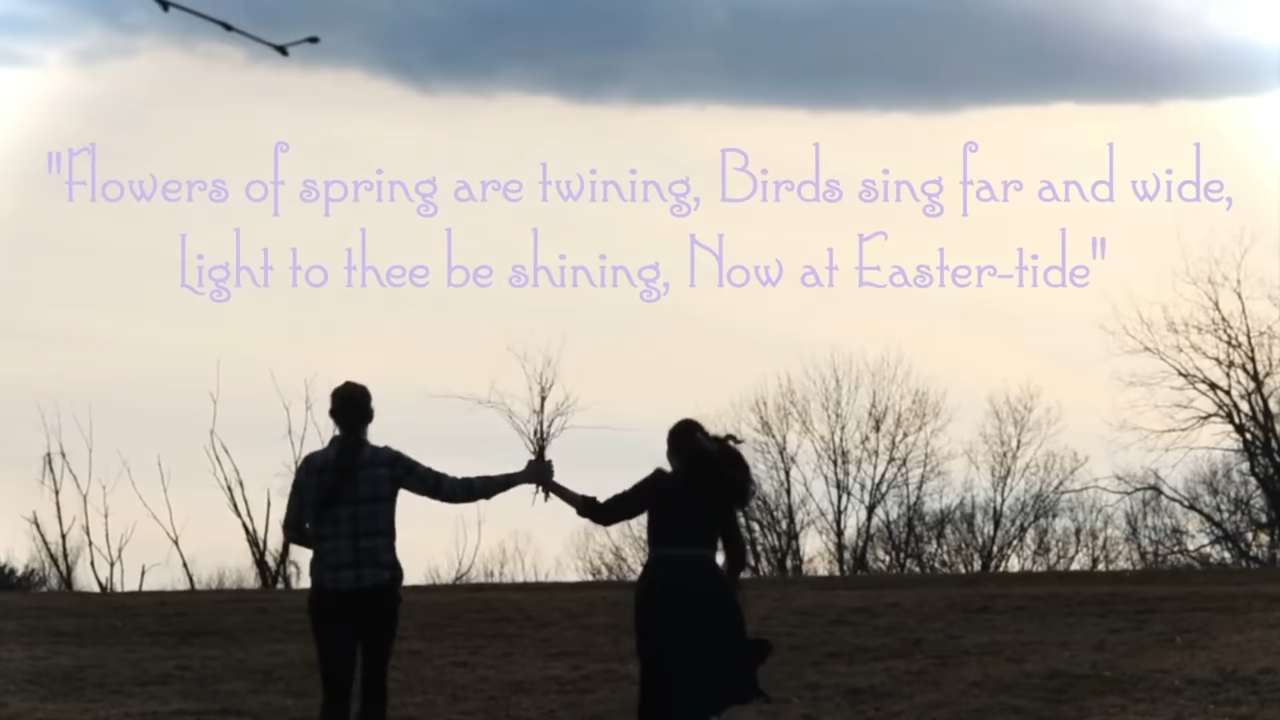 "Flowers of spring are twining, Birds sing far and wide,
Light to thee be shining, Now at Easter-tide"